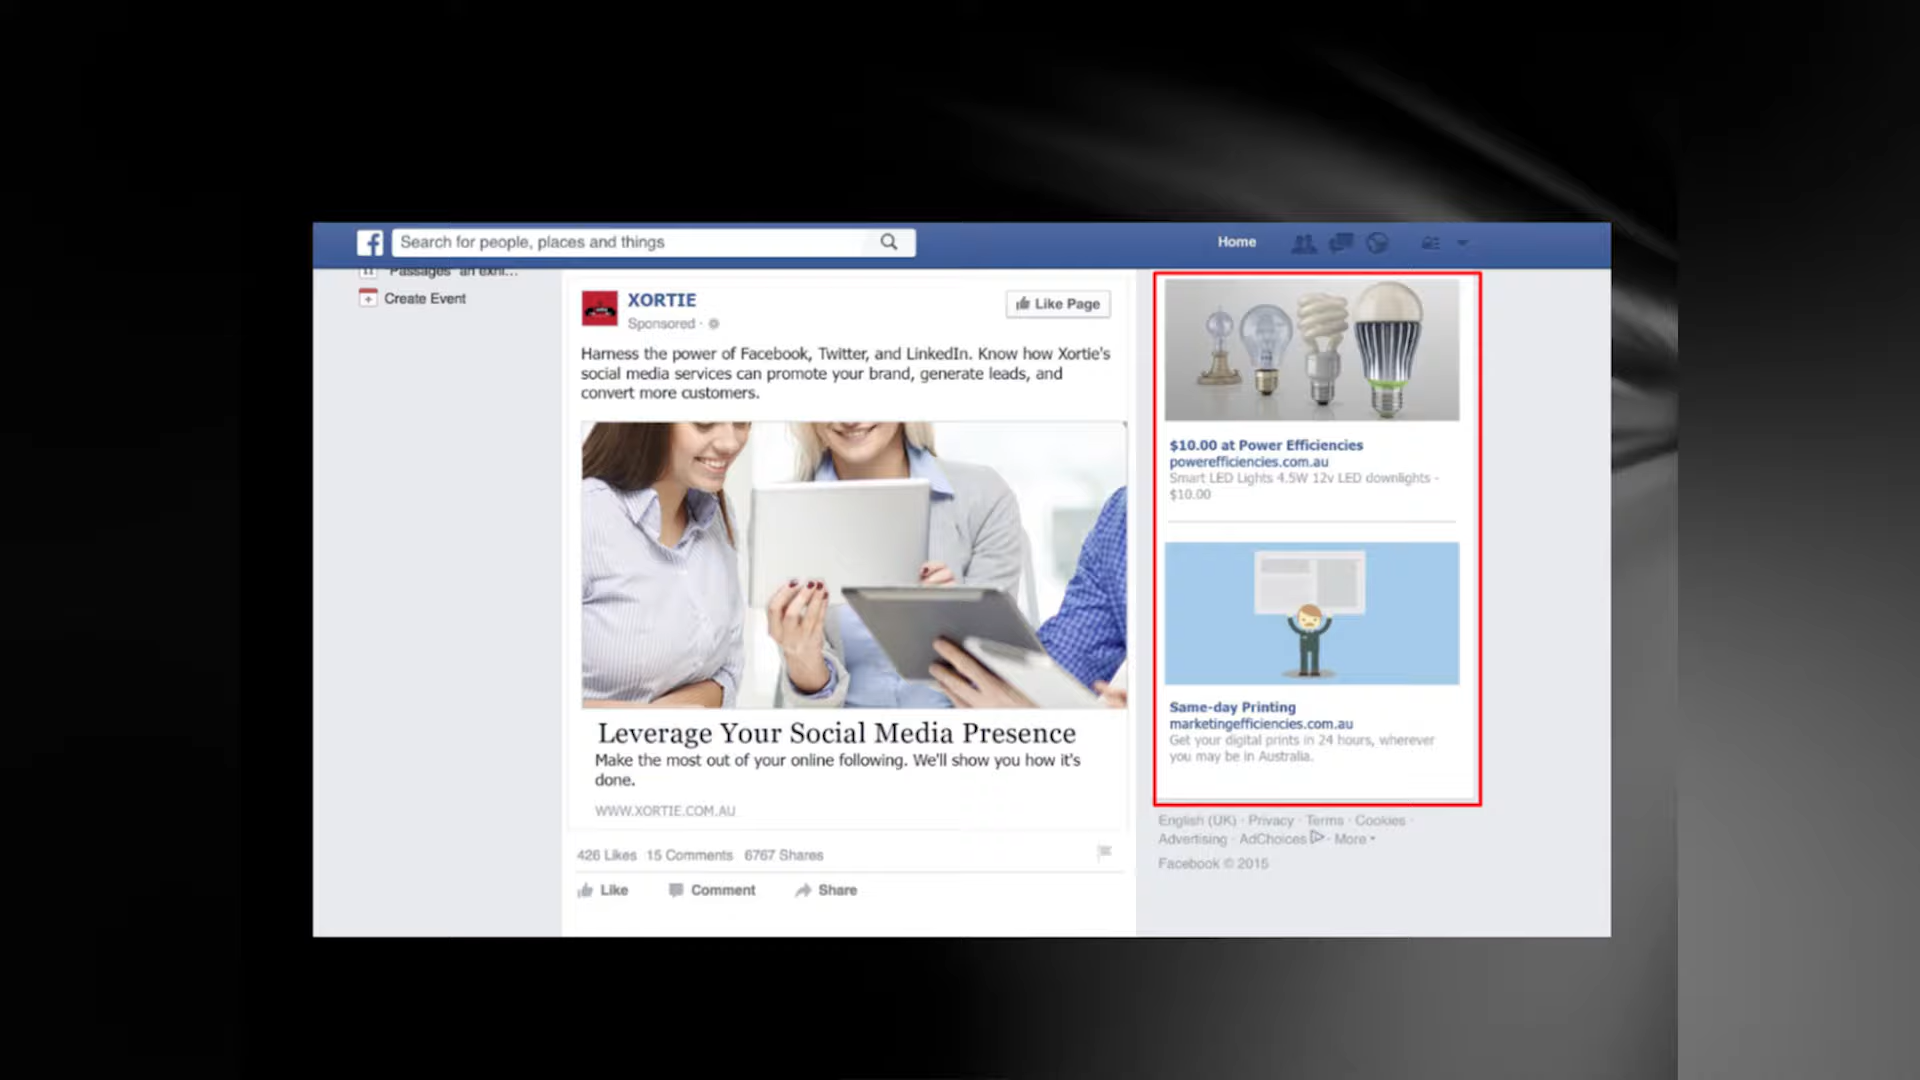 Search for people, places and things
Home
"Passages" an exhi...
Create Event
XORTIE
Sponsored ·
Like Page
Harness the power of Facebook, Twitter, and LinkedIn. Know how Xortie's
social media services can promote your brand, generate leads, and
convert more customers.
Leverage Your Social Media Presence
Make the most out of your online following. We'll show you how it's
done.
WWW.XORTIE.COM.AU
426 Likes 15 Comments 6767 Shares
Like Comment Share
$10.00 at Power Efficiencies
powerefficiencies.com.au
Smart LED Lights 4.5W 12v LED downlights -
$10.00
Same-day Printing
marketingefficiencies.com.au
Get your digital prints in 24 hours, wherever
you may be in Australia.
English (UK) · Privacy · Terms · Cookies ·
Advertising · AdChoices · More
Facebook © 2015